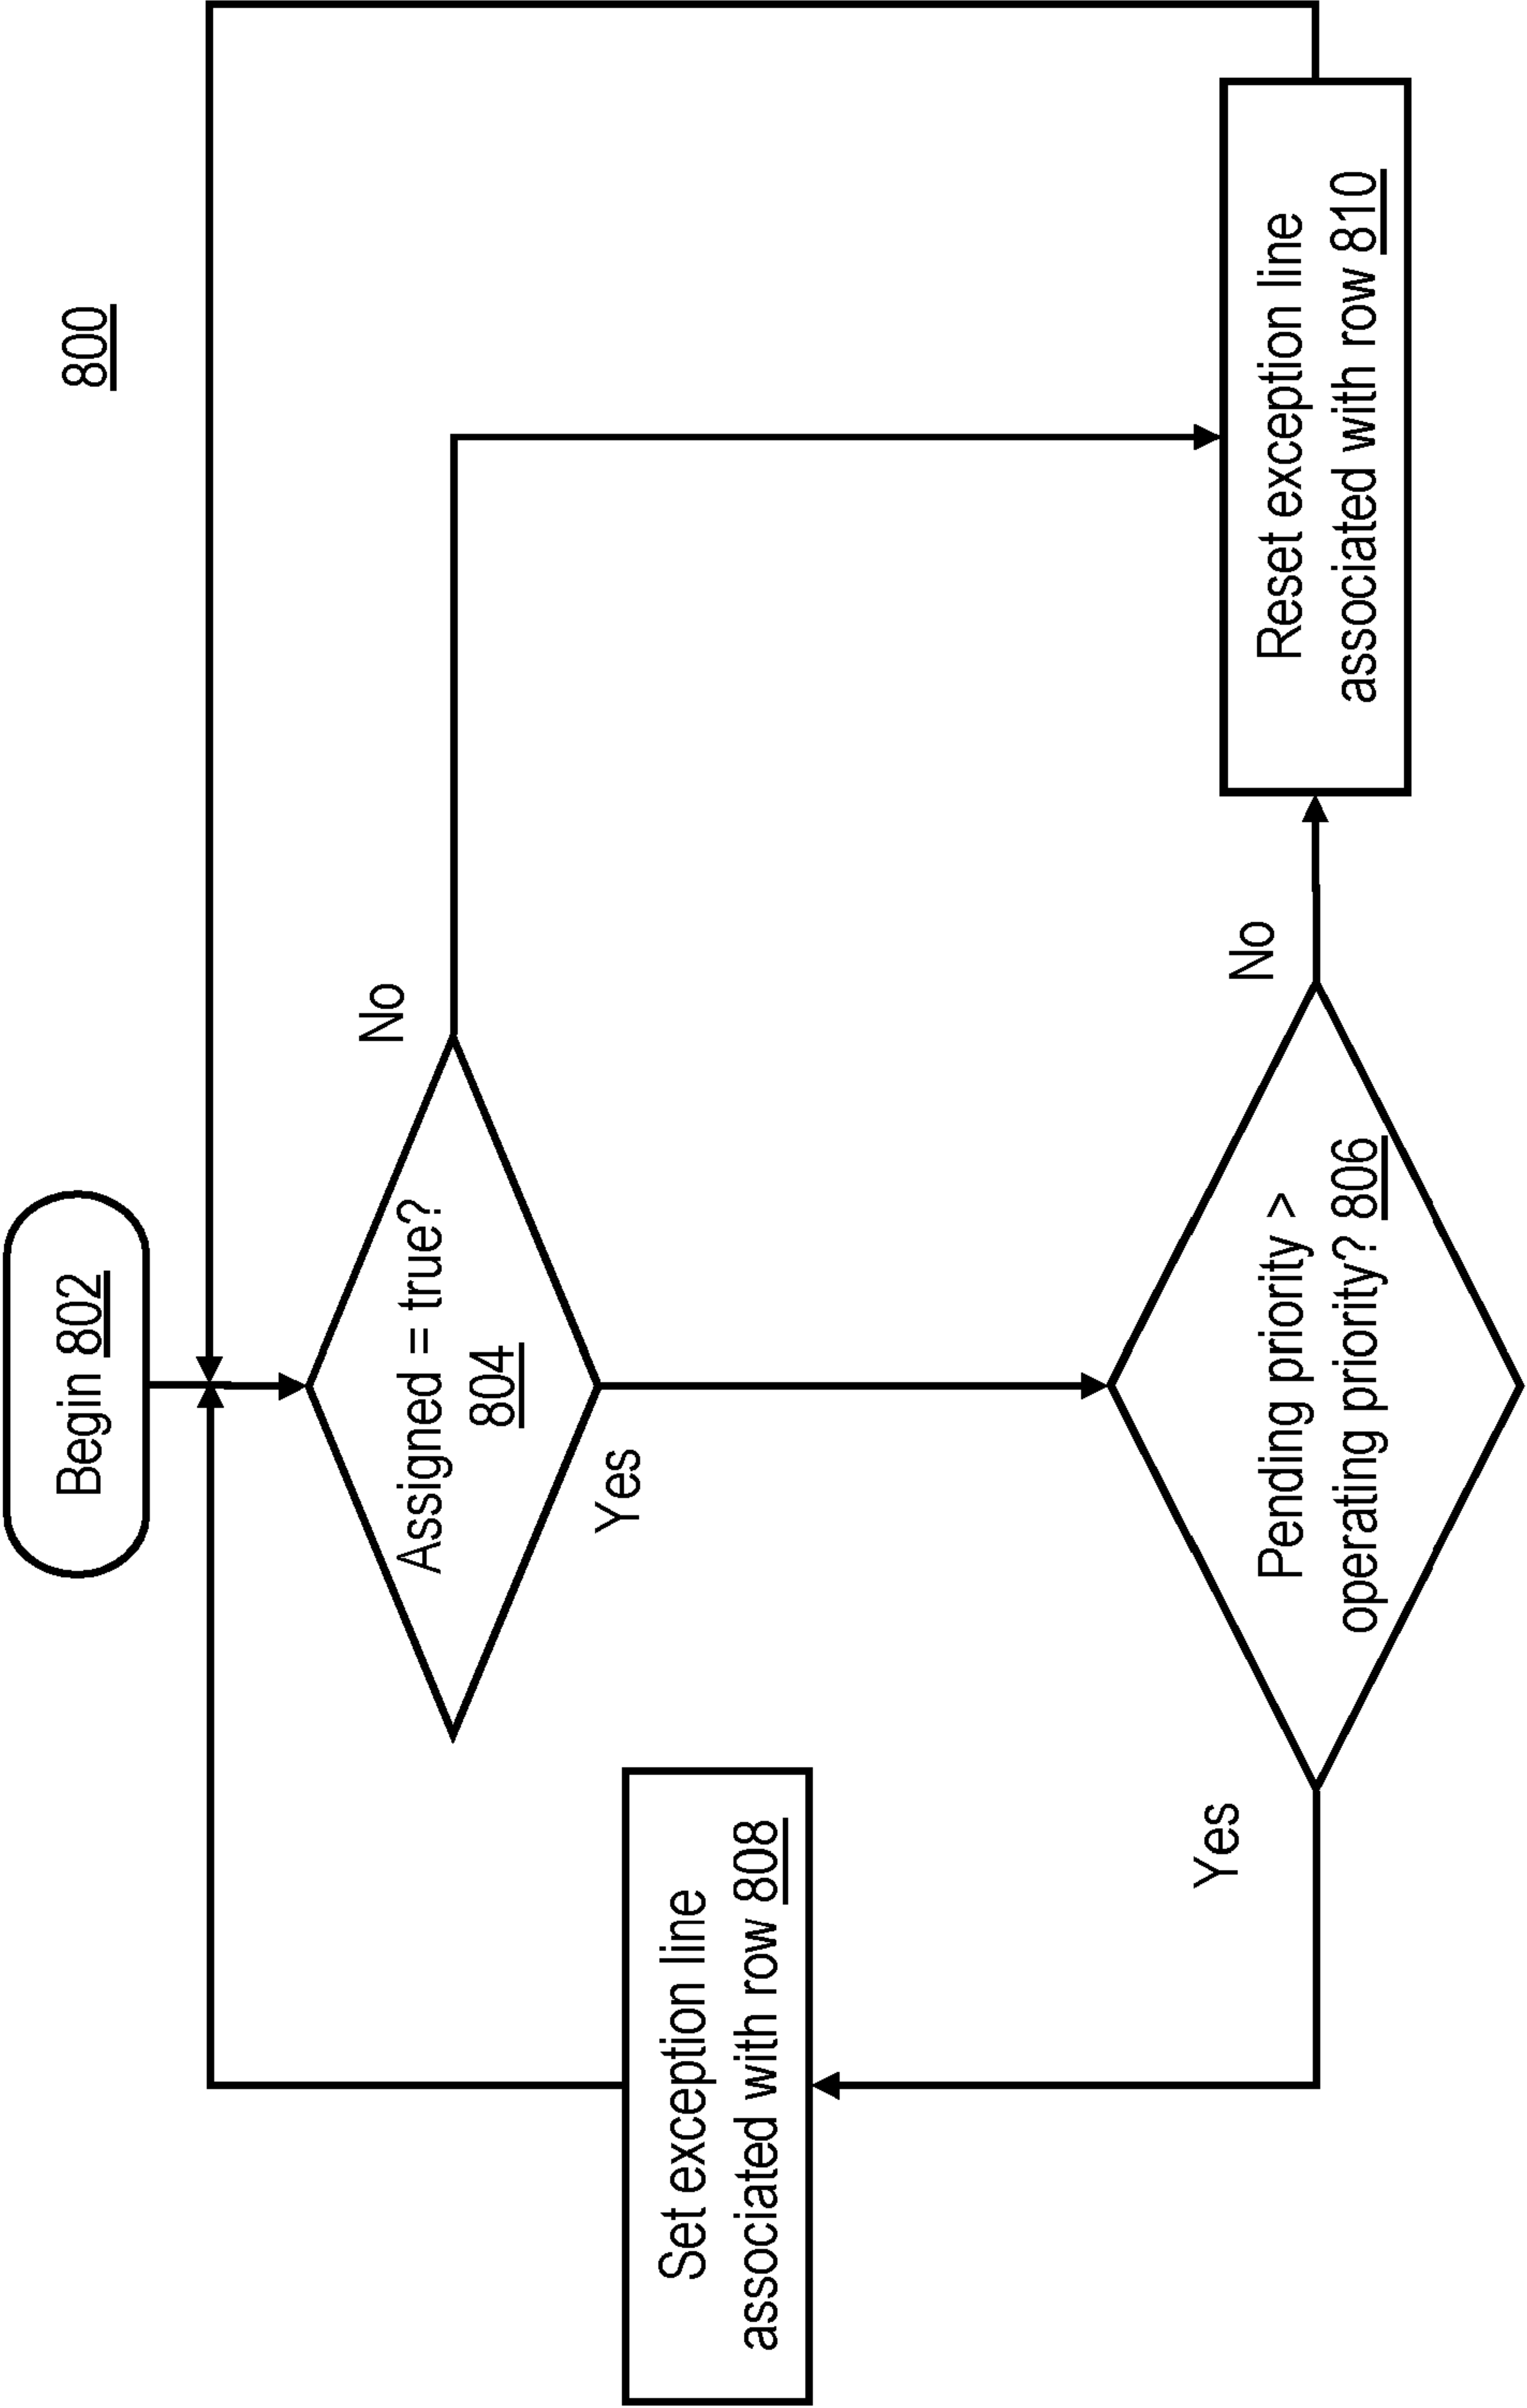 800
Begin 802
Assigned = true?
804
No
Yes
Set exception line
associated with row 808
Yes
Pending priority >
operating priority? 806
No
Reset exception line
associated with row 810